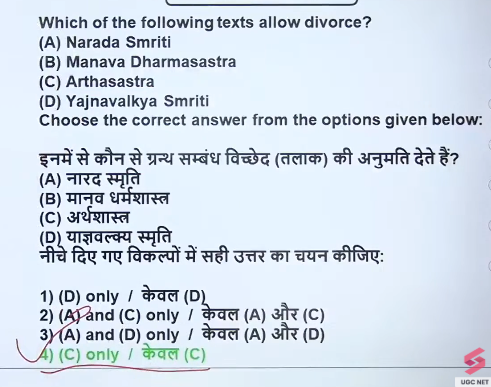 Which of the following texts allow divorce?
(A) Narada Smriti
(B) Manava Dharmasastra
(C) Arthasastra
(D) Yajnavalkya Smriti
Choose the correct answer from the options given below:
इनमें से कौन से ग्रन्थ सम्बंध विच्छेद (तलाक) की अनुमति देते हैं?
(A) नारद स्मृति
(B) मानव धर्मशास्त्र
(C) अर्थशास्त्र
(D) याज्ञवल्क्य स्मृति
नीचे दिए गए विकल्पों में सही उत्तर का चयन कीजिए:
1) (D) only / केवल (D)
2) (A) and (C) only / केवल (A) और (C)
3) (A) and (D) only / केवल (A) और (D)
4) (C) only / केवल (C)
UGC NET